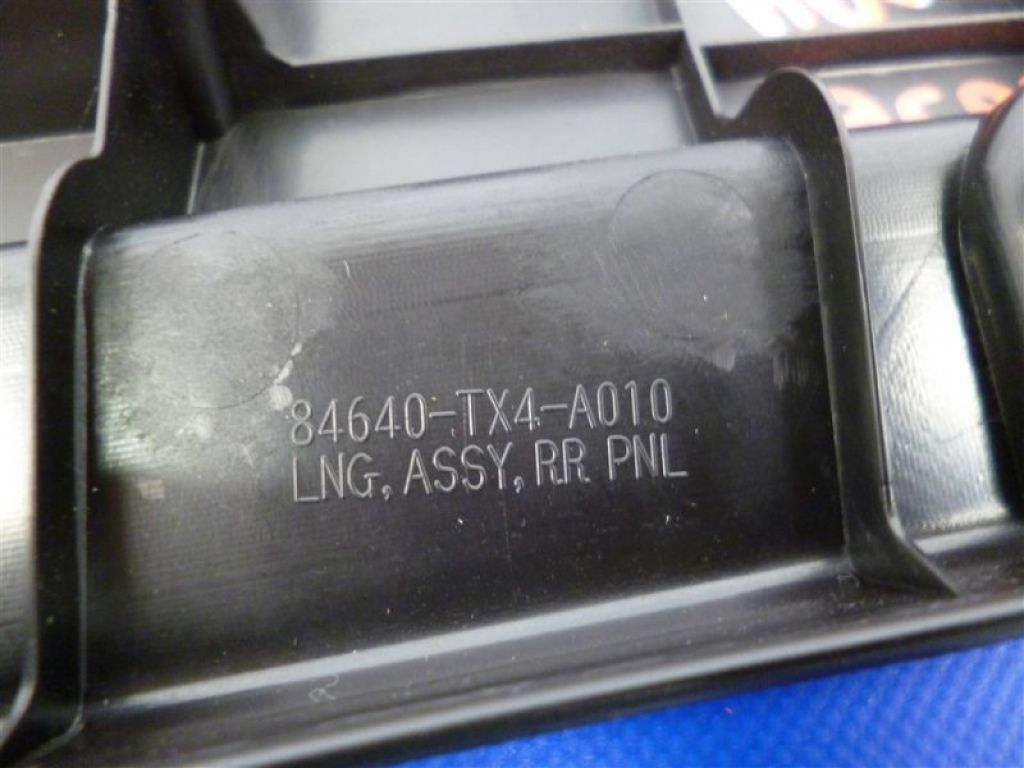 84640-TX4-A010
LNG, ASSY, RR PNL